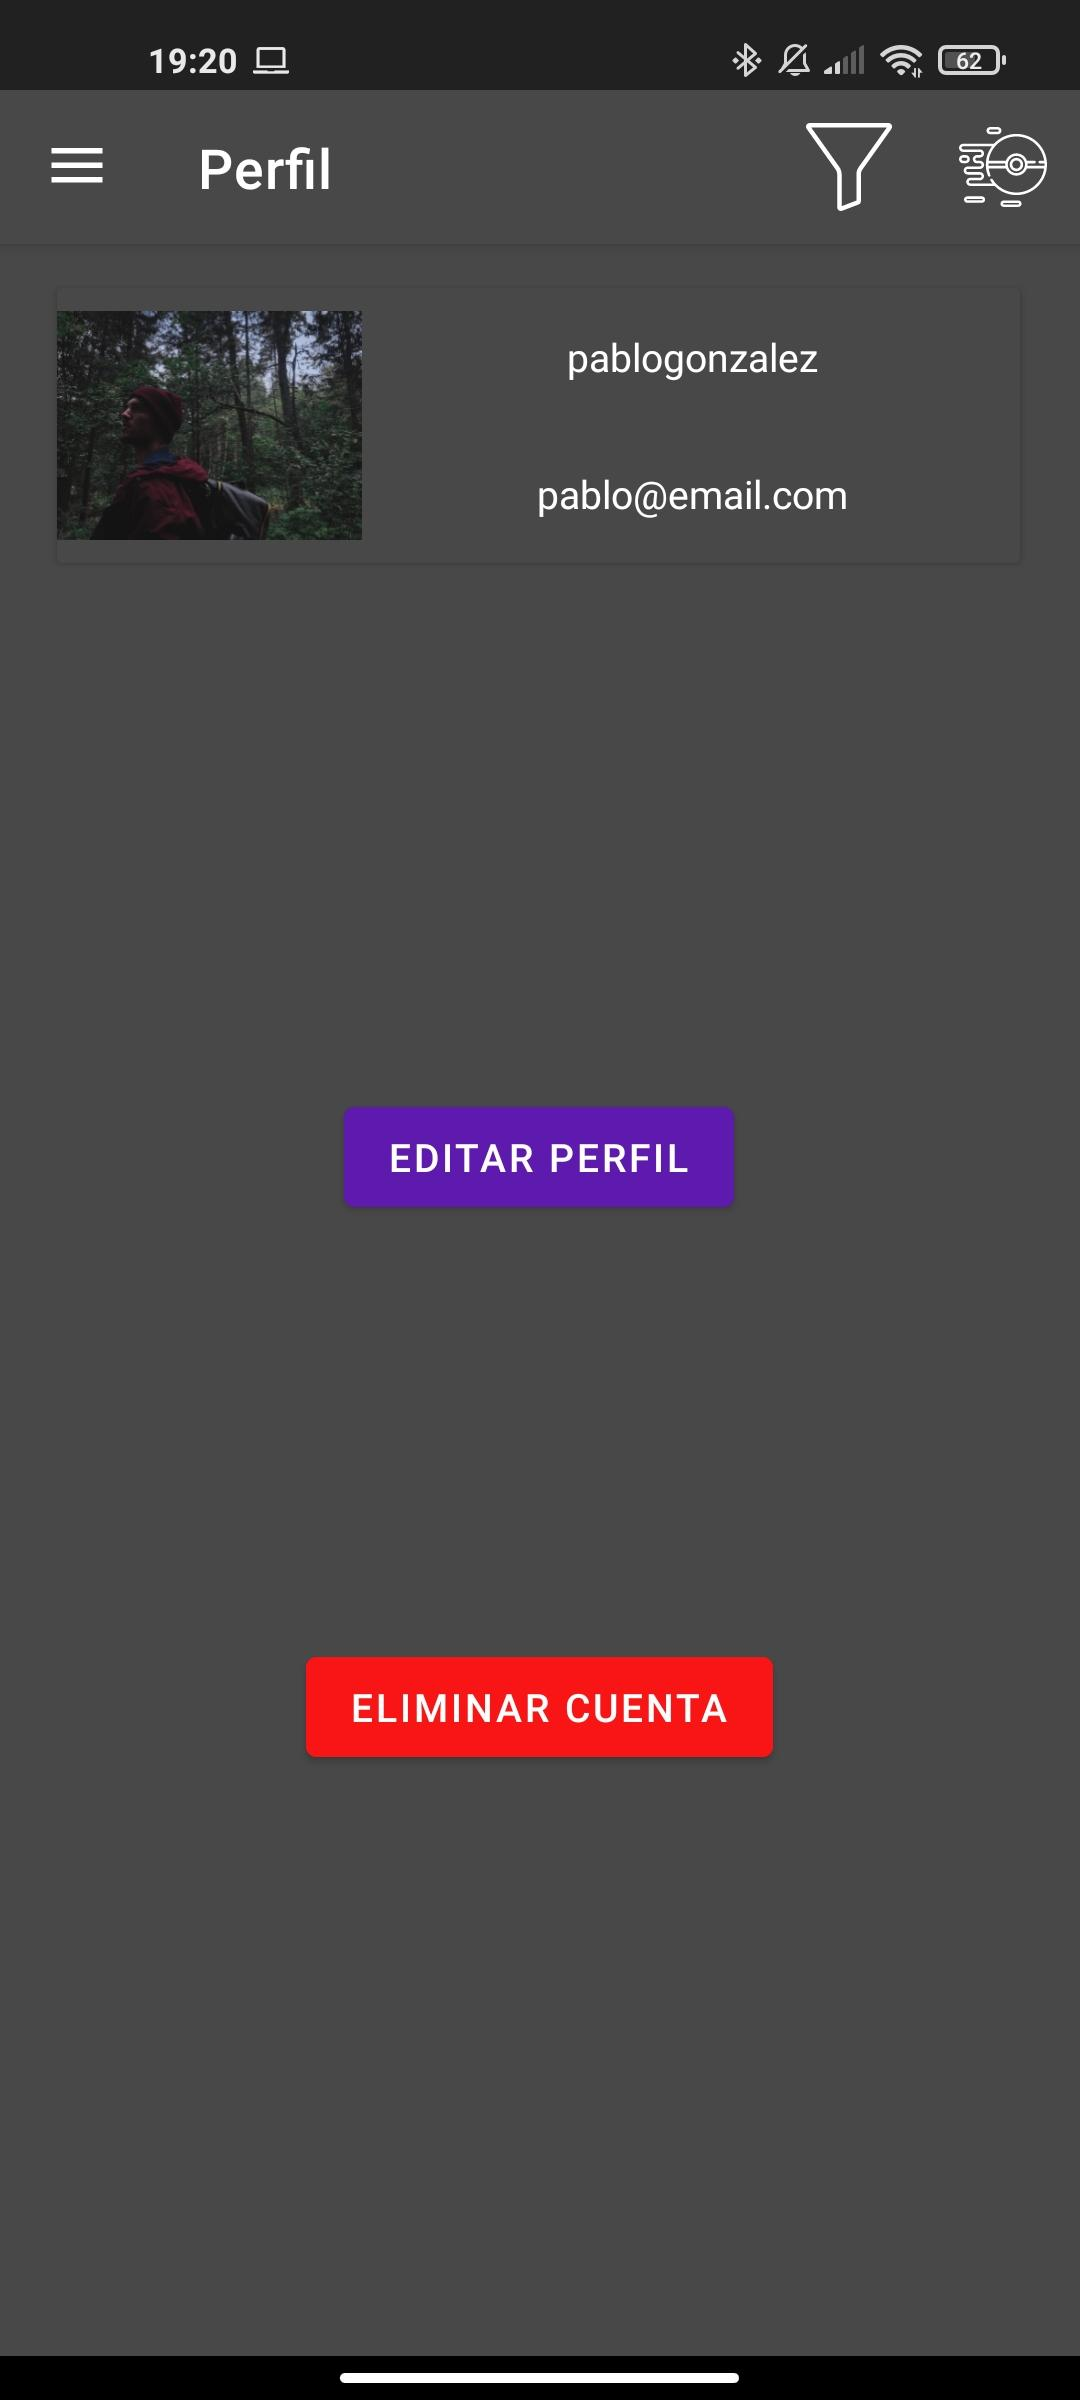 19:20
62
Perfil
pablogonzalez
pablo@email.com
EDITAR PERFIL
ELIMINAR CUENTA